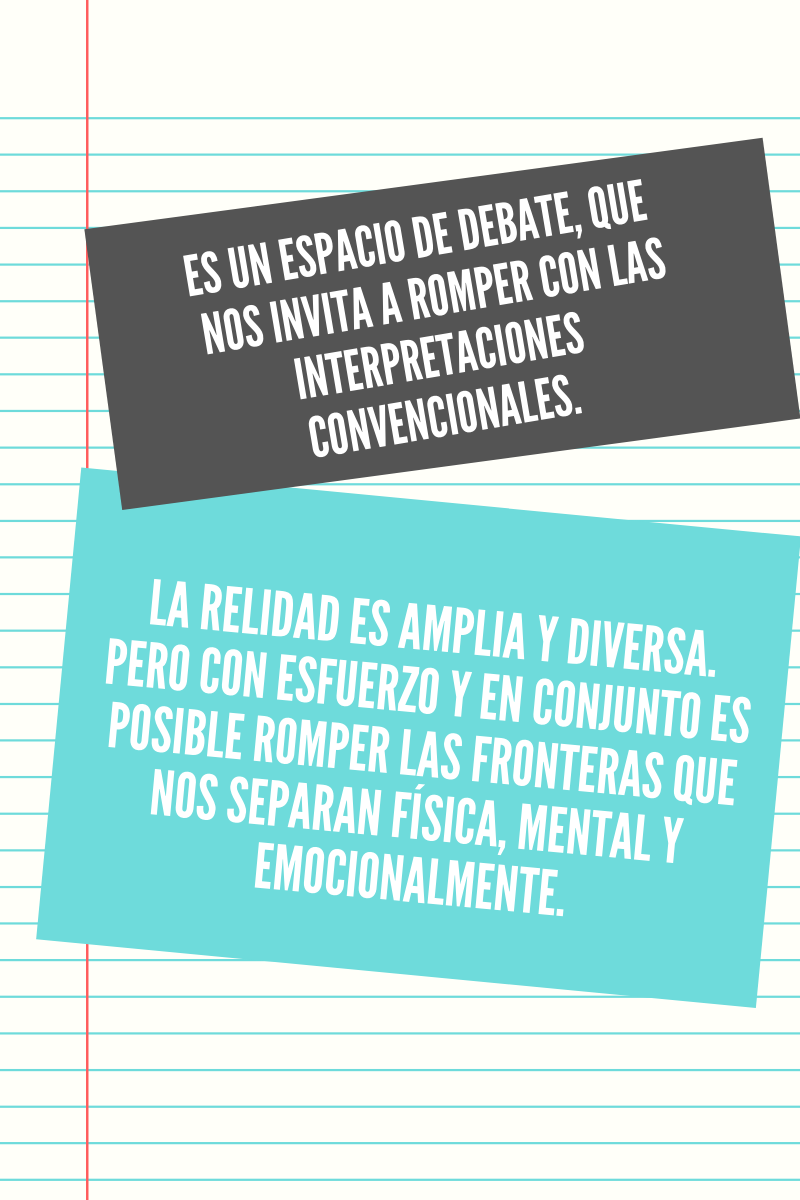 ES UN ESPACIO DE DEBATE, QUE
NOS INVITA A ROMPER CON LAS
INTERPRETACIONES
CONVENCIONALES.
LA RELIDAD ES AMPLIA Y DIVERSA.
PERO CON ESFUERZO Y EN CONJUNTO ES
POSIBLE ROMPER LAS FRONTERAS QUE
NOS SEPARAN FÍSICA, MENTAL Y
EMOCIONALMENTE.